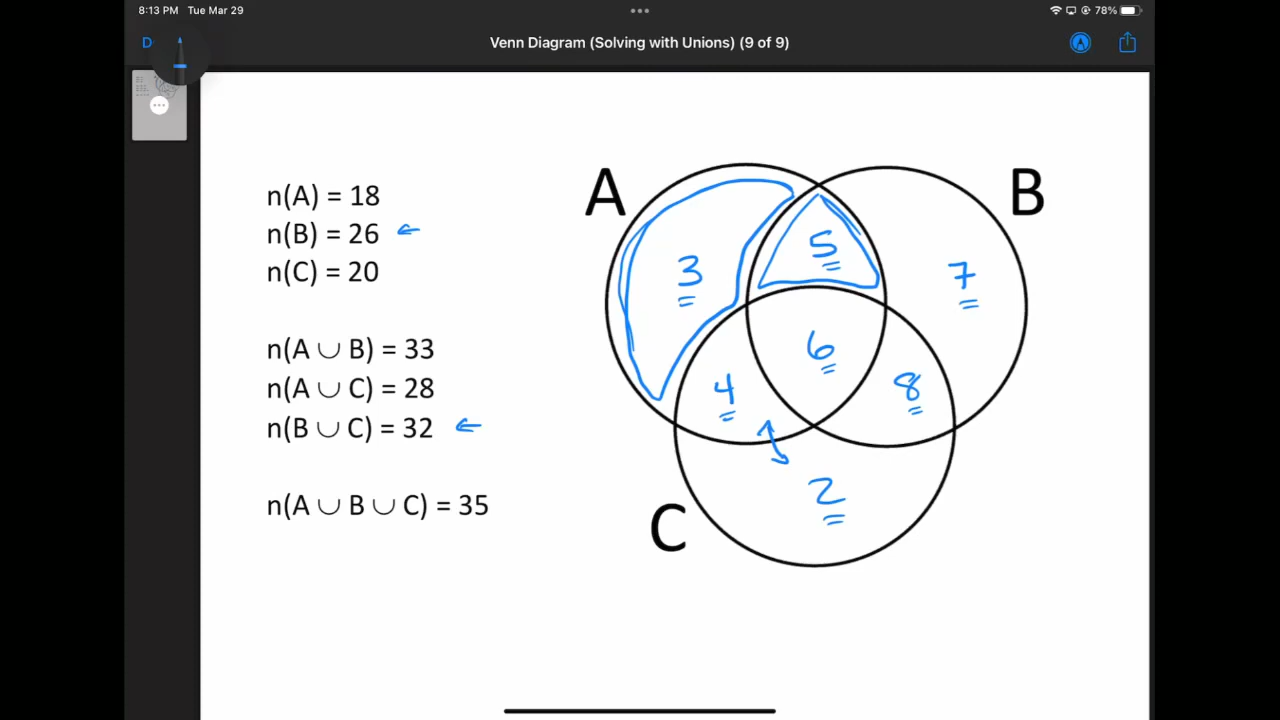 8:13 PM Tue Mar 29
78%
D
Venn Diagram (Solving with Unions) (9 of 9)
n(A) = 18
n(B) = 26
n(C) = 20
n(A ∪ B) = 33
n(A ∪ C) = 28
n(B ∪ C) = 32
n(A ∪ B ∪ C) = 35
A
B
5
3
7
6
4
8
2
C